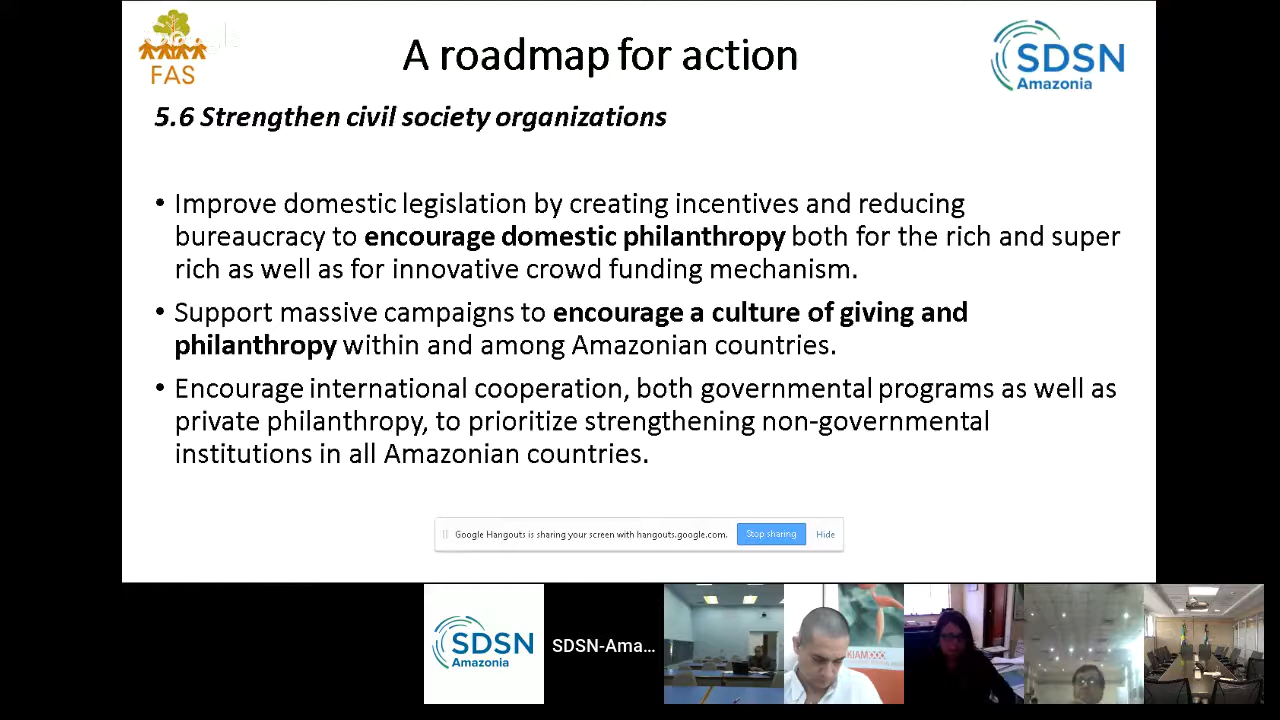 Google
FAS
A roadmap for action
SDSN
Amazonia
5.6 Strengthen civil society organizations
• Improve domestic legislation by creating incentives and reducing
bureaucracy to encourage domestic philanthropy both for the rich and super
rich as well as for innovative crowd funding mechanism.
• Support massive campaigns to encourage a culture of giving and
philanthropy within and among Amazonian countries.
• Encourage international cooperation, both governmental programs as well as
private philanthropy, to prioritize strengthening non-governmental
institutions in all Amazonian countries.
Google Hangouts is sharing your screen with hangouts.google.com. Stop sharing Hide
SDSN
Amazonia
SDSN-Ama...